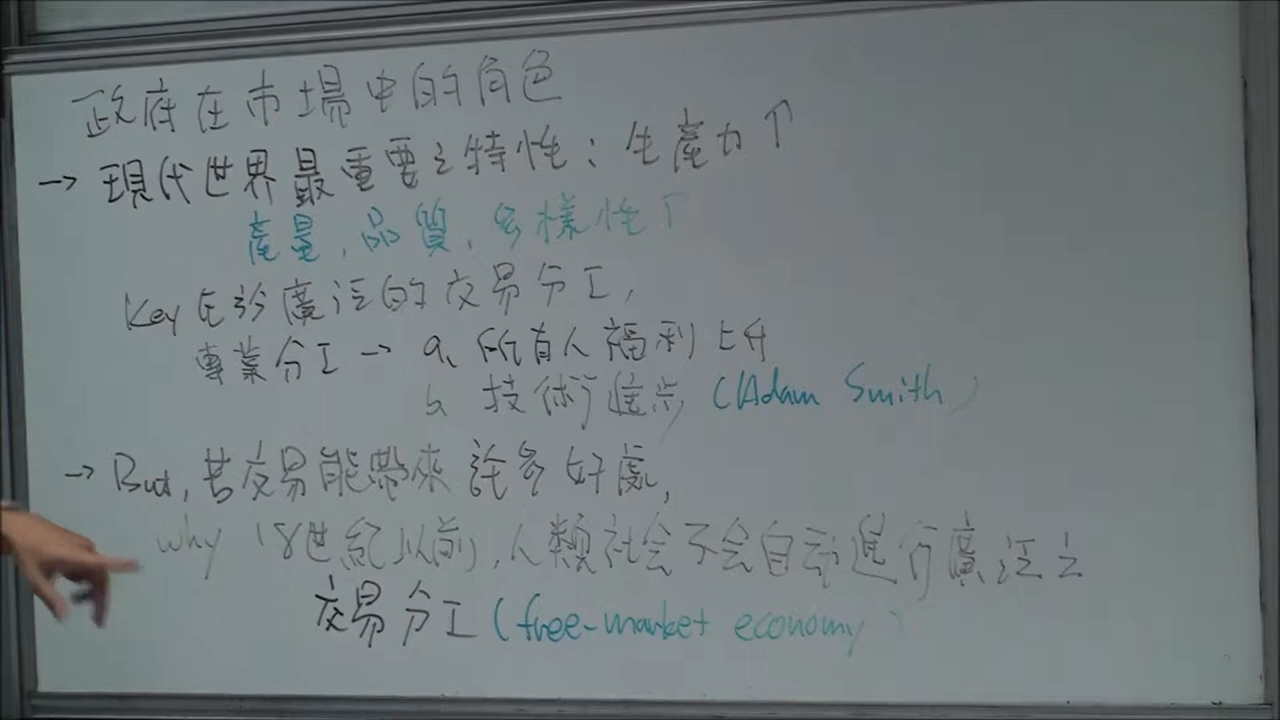 政府在市場中的角色
→ 現代世界最重要之特性：生產力↑
產量，品質，多樣性↑
Key在於廣泛的交易分工，
專業分工 → a、所有人福利上升
b、技術進步 (Adam Smith)
→ But, 若交易能帶來許多好處，
why 18世紀以前，人類社会不会自动進行廣泛之
交易分工 (free-market economy)